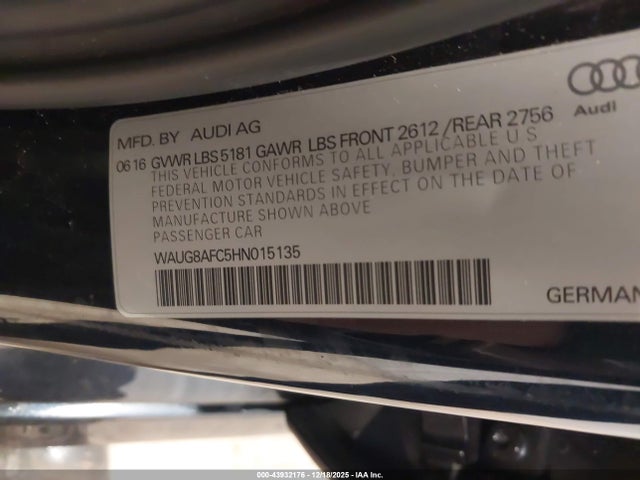 Audi
MFD. BY AUDI AG
06 16 GVWR LBS 5181 GAWR LBS FRONT 2612 / REAR 2756
THIS VEHICLE CONFORMS TO ALL APPLICABLE U S
FEDERAL MOTOR VEHICLE SAFETY, BUMPER AND THEFT
PREVENTION STANDARDS IN EFFECT ON THE DATE OF
MANUFACTURE SHOWN ABOVE
PASSENGER CAR
WAUG8AFC5HN015135
GERMAN
000-43932176 - 12/18/2025 - IAA Inc.